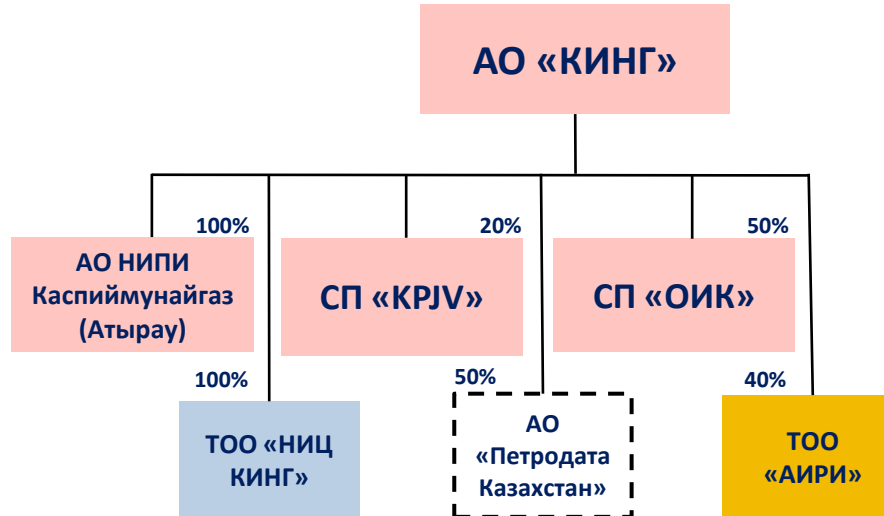 АО «КИНГ»
100%
20%
50%
АО НИПИ
Каспиймунайгаз
(Атырау)
СП «KPJV»
СП «ОИК»
100%
50%
40%
ТОО «НИЦ
КИНГ»
АО
«Петродата
Казахстан»
ТОО
«АИРИ»